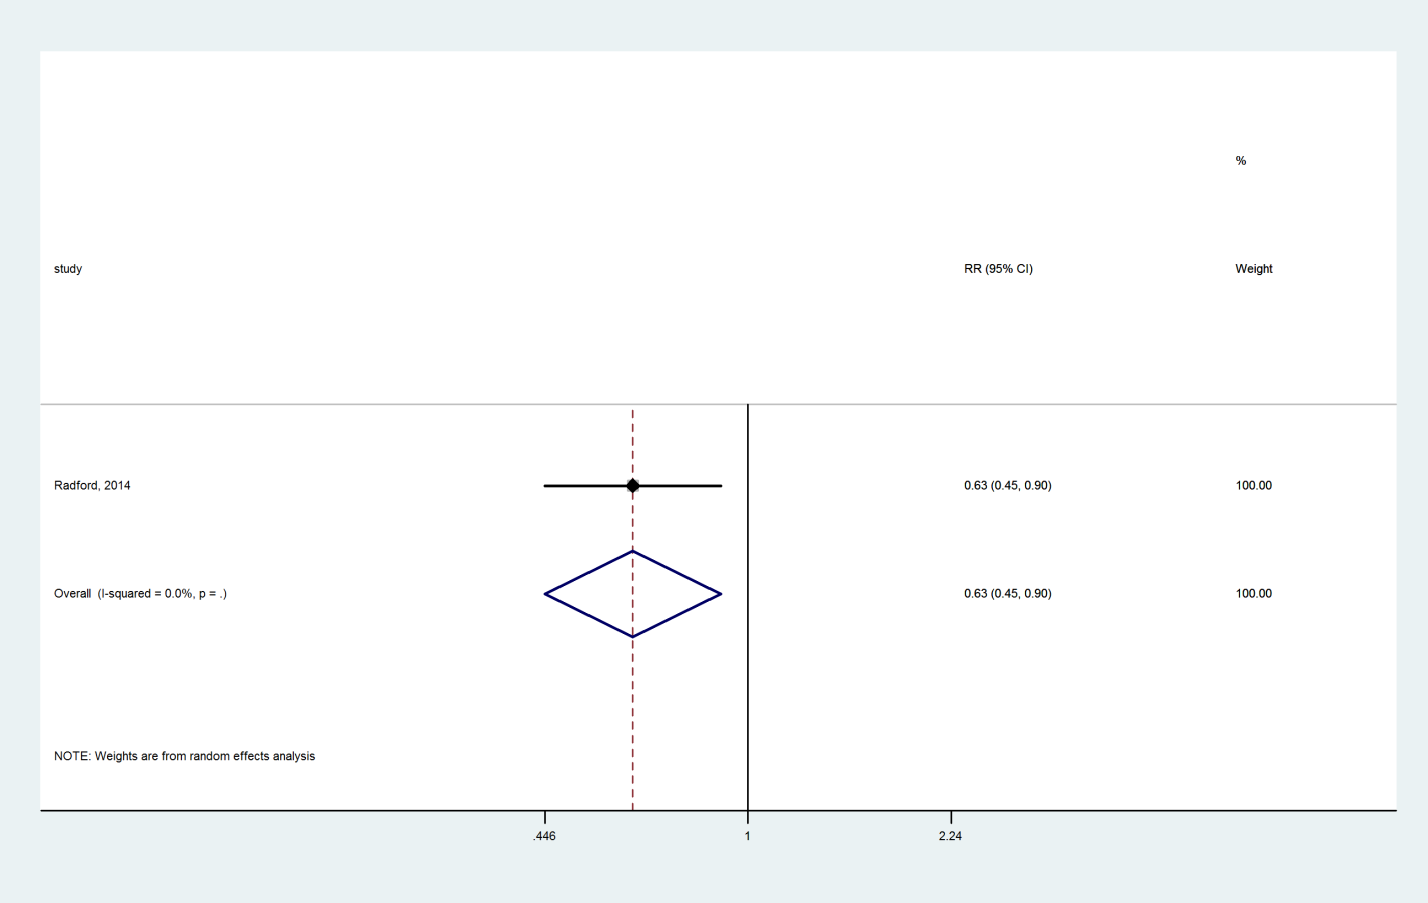 %
study RR (95% CI) Weight
Radford, 2014 0.63 (0.45, 0.90) 100.00
Overall (I-squared = 0.0%, p = .) 0.63 (0.45, 0.90) 100.00
NOTE: Weights are from random effects analysis
.446 1 2.24